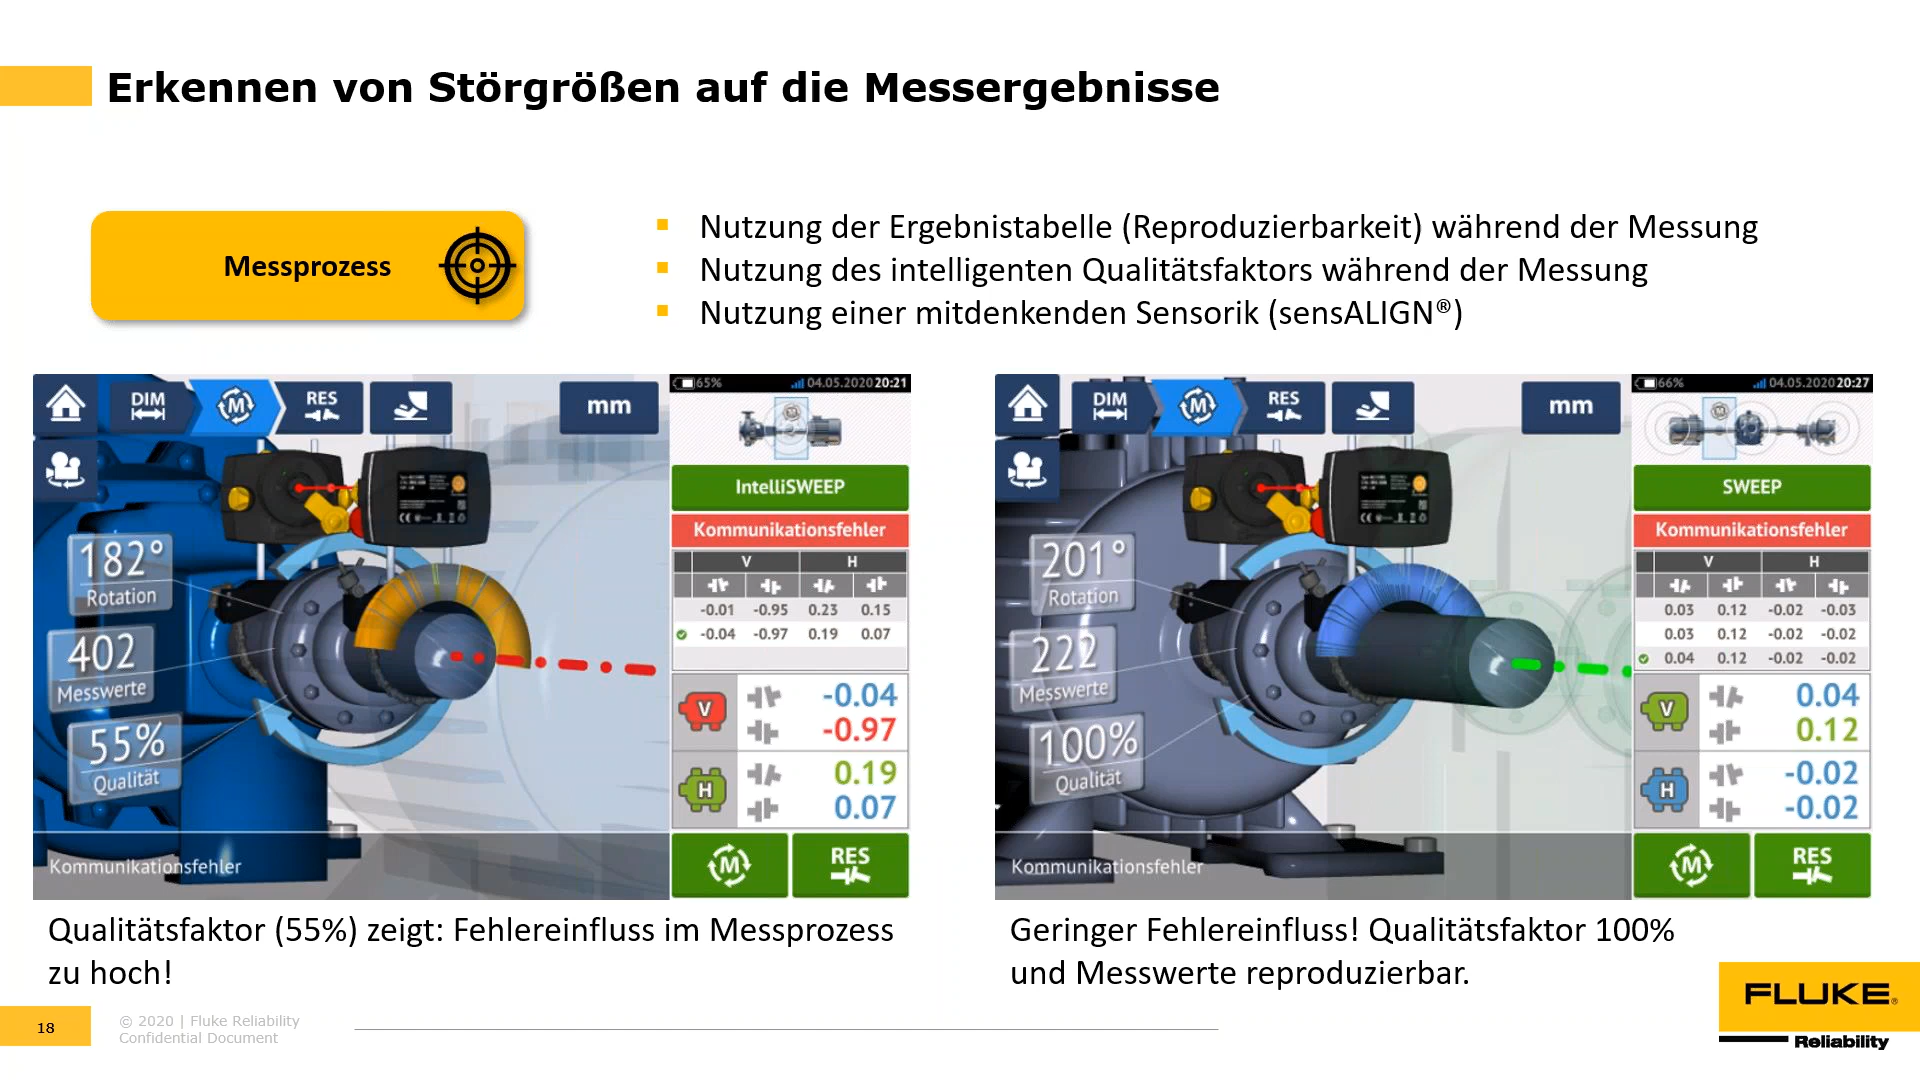 Erkennen von Störgrößen auf die Messergebnisse
Messprozess
Nutzung der Ergebnistabelle (Reproduzierbarkeit) während der Messung
Nutzung des intelligenten Qualitätsfaktors während der Messung
Nutzung einer mitdenkenden Sensorik (sensALIGN®)
DIM
M
RES
mm
65%
04.05.2020 20:21
IntelliSWEEP
Kommunikationsfehler
V H
-0.01 -0.95 0.23 0.15
-0.04 -0.97 0.19 0.07
V
-0.04
-0.97
H
0.19
0.07
M
RES
182°
Rotation
402
Messwerte
55%
Qualität
Kommunikationsfehler
Qualitätsfaktor (55%) zeigt: Fehlereinfluss im Messprozess
zu hoch!
DIM
M
RES
mm
66%
04.05.2020 20:27
SWEEP
Kommunikationsfehler
V H
0.03 0.12 -0.02 -0.03
0.03 0.12 -0.02 -0.02
0.04 0.12 -0.02 -0.02
V
0.04
0.12
H
-0.02
-0.02
M
RES
201°
Rotation
222
Messwerte
100%
Qualität
Kommunikationsfehler
Geringer Fehlereinfluss! Qualitätsfaktor 100%
und Messwerte reproduzierbar.
18
© 2020 | Fluke Reliability
Confidential Document
FLUKE®
Reliability